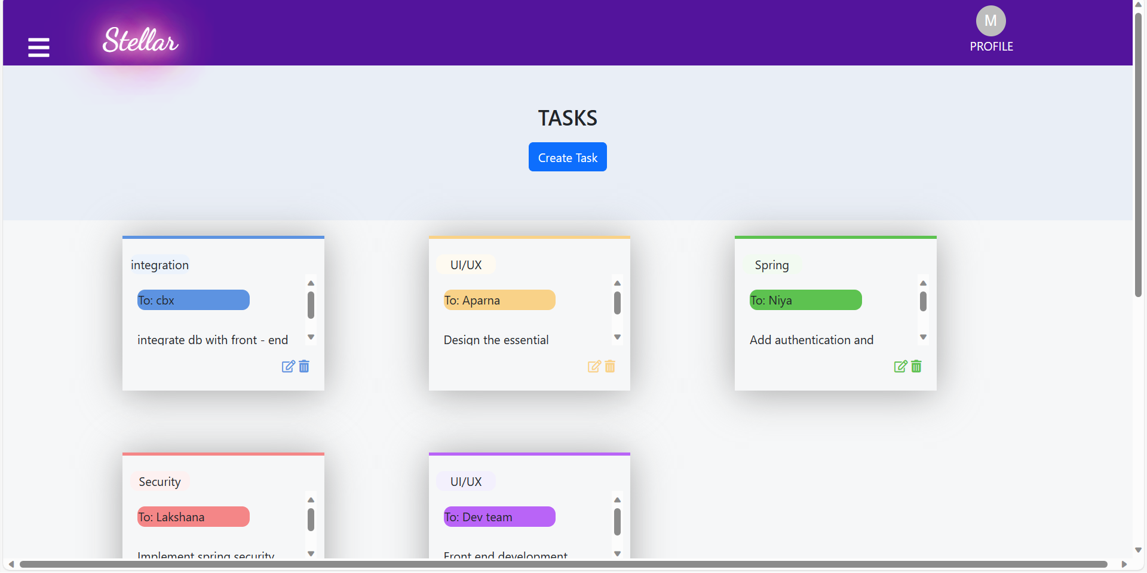 Stellar
M
PROFILE
TASKS
Create Task
integration
To: cbx
integrate db with front - end
UI/UX
To: Aparna
Design the essential
Spring
To: Niya
Add authentication and
Security
To: Lakshana
Implement spring security
UI/UX
To: Dev team
Front end development